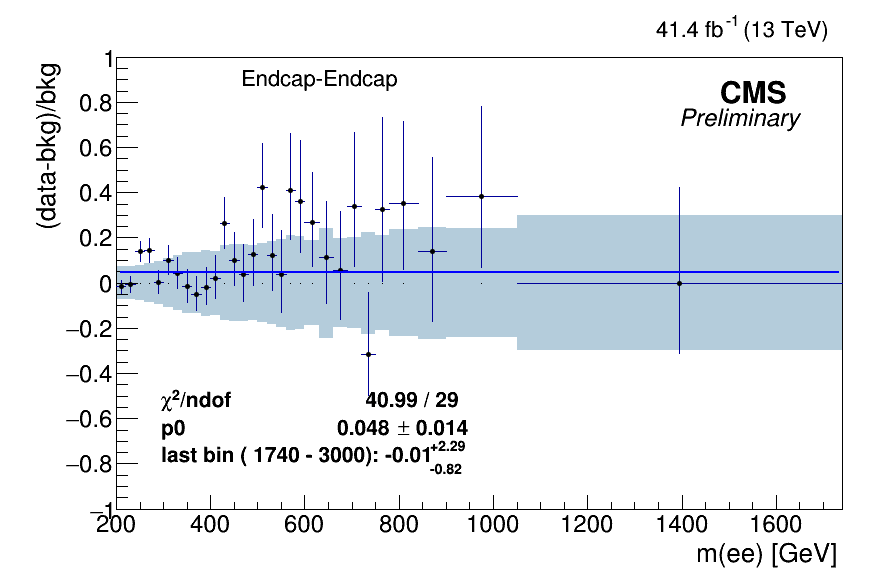 41.4 fb⁻¹ (13 TeV)
Endcap-Endcap
CMS
Preliminary
(data-bkg)/bkg
1
0.8
0.6
0.4
0.2
0
−0.2
−0.4
−0.6
−0.8
−1
χ²/ndof 40.99 / 29
p0 0.048 ± 0.014
last bin ( 1740 - 3000): -0.01 +2.29 -0.82
200 400 600 800 1000 1200 1400 1600
m(ee) [GeV]